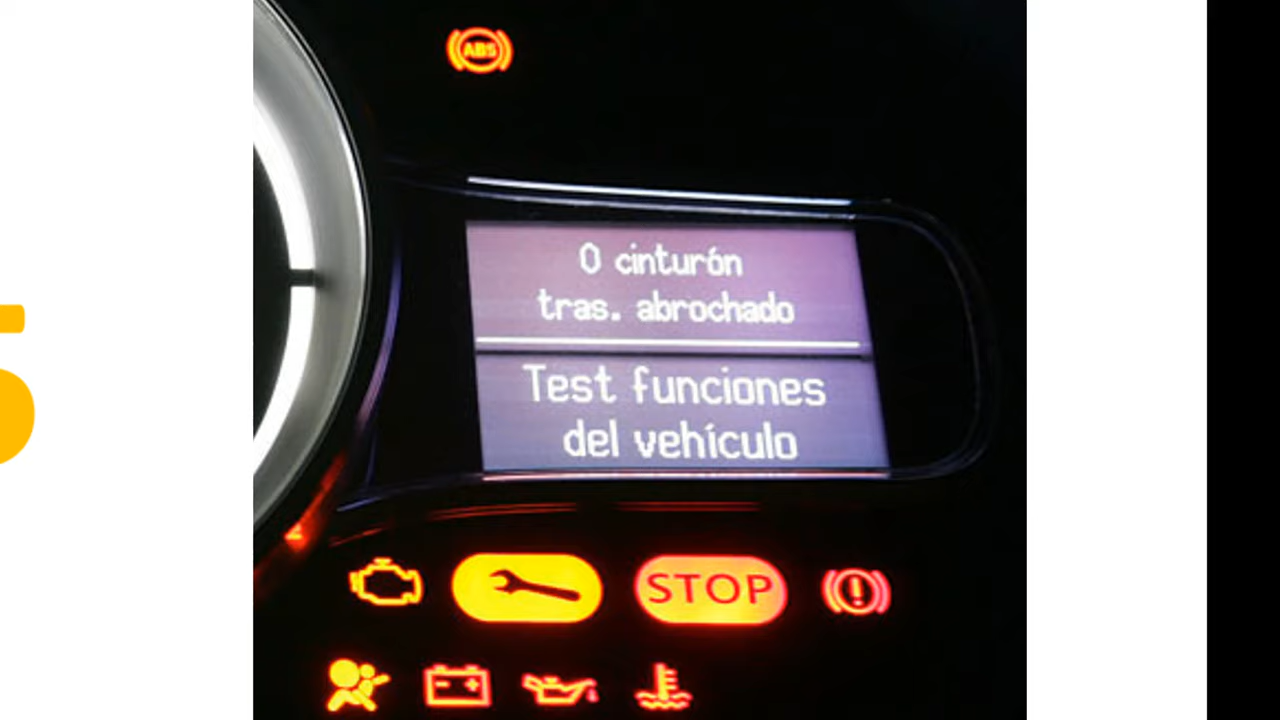 ABS
0 cinturón
tras. abrochado
Test funciones
del vehículo
STOP